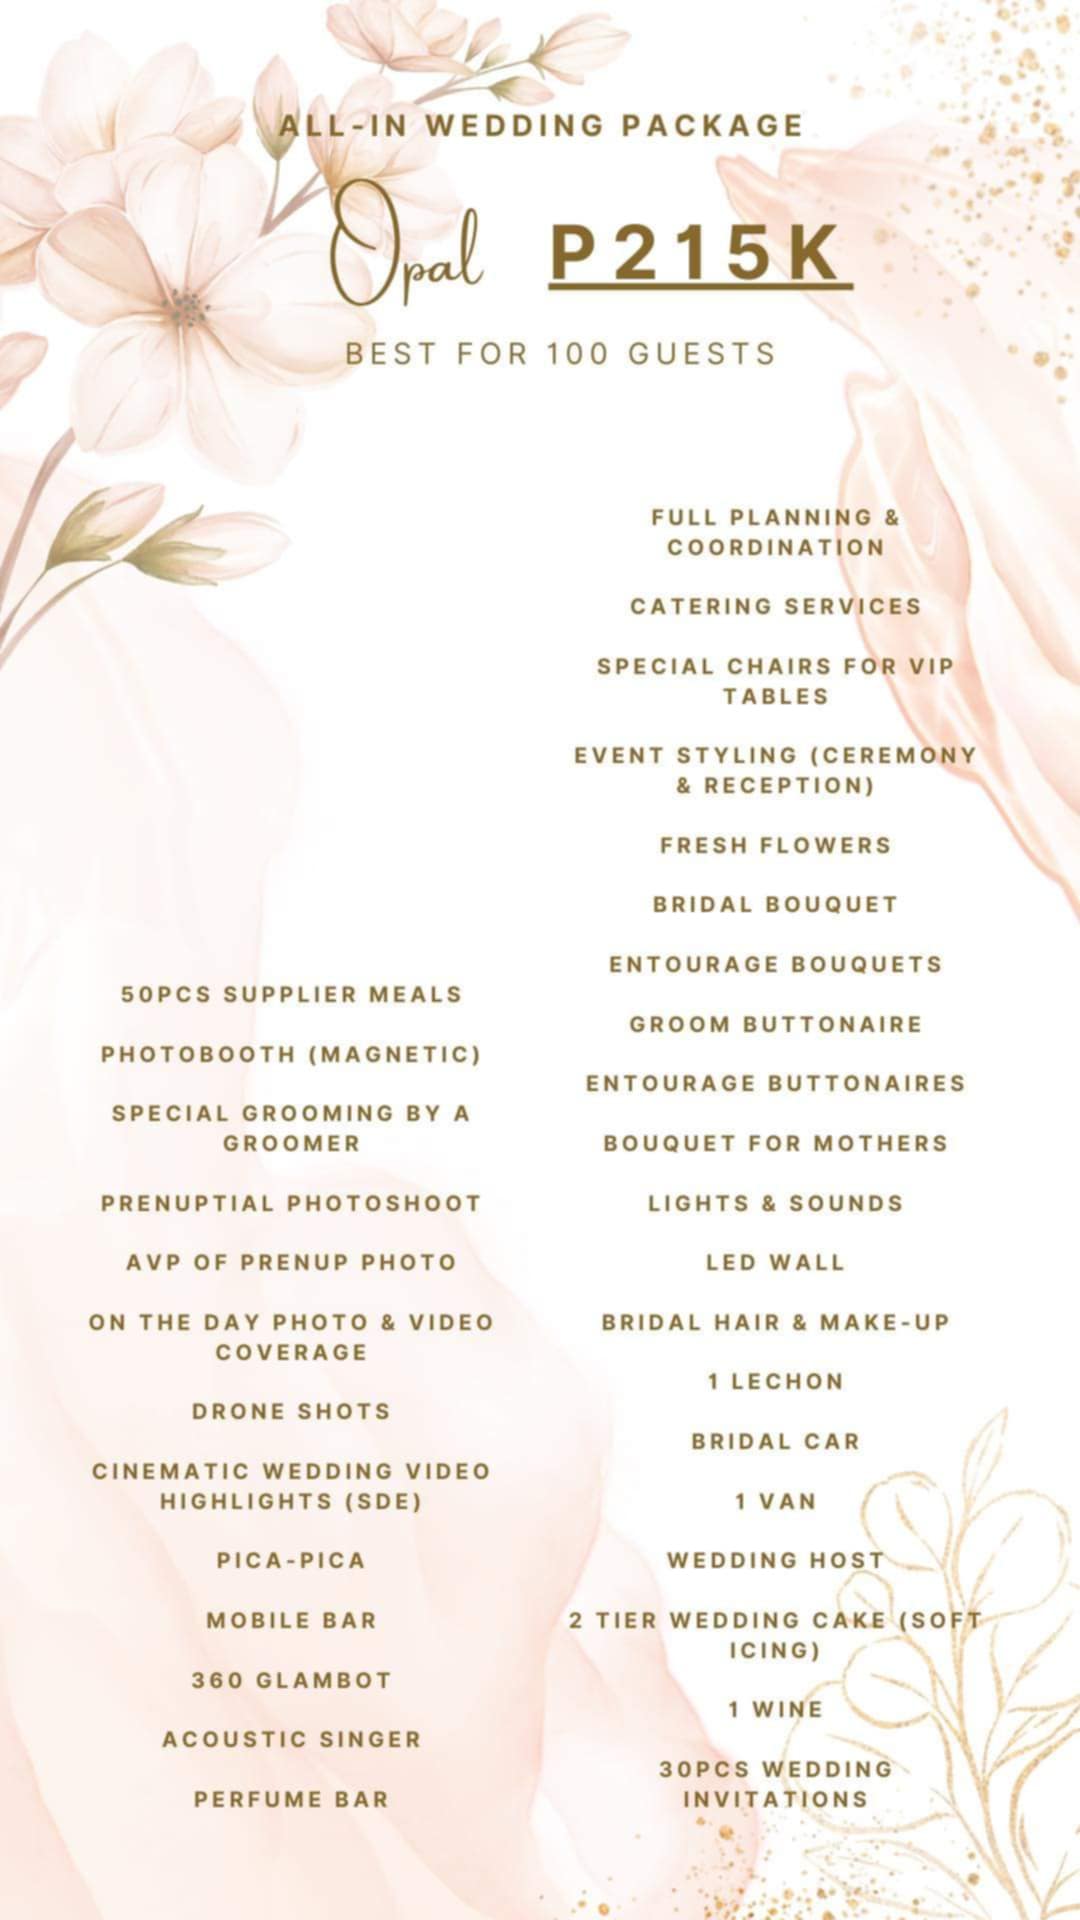 ALL-IN WEDDING PACKAGE
Opal P215K
BEST FOR 100 GUESTS
FULL PLANNING &
COORDINATION
CATERING SERVICES
SPECIAL CHAIRS FOR VIP
TABLES
EVENT STYLING (CEREMONY
& RECEPTION)
FRESH FLOWERS
BRIDAL BOUQUET
ENTOURAGE BOUQUETS
GROOM BUTTONAIRE
ENTOURAGE BUTTONAIRES
BOUQUET FOR MOTHERS
LIGHTS & SOUNDS
LED WALL
BRIDAL HAIR & MAKE-UP
1 LECHON
BRIDAL CAR
1 VAN
WEDDING HOST
2 TIER WEDDING CAKE (SOFT
ICING)
1 WINE
30PCS WEDDING
INVITATIONS
50PCS SUPPLIER MEALS
PHOTOBOOTH (MAGNETIC)
SPECIAL GROOMING BY A
GROOMER
PRENUPTIAL PHOTOSHOOT
AVP OF PRENUP PHOTO
ON THE DAY PHOTO & VIDEO
COVERAGE
DRONE SHOTS
CINEMATIC WEDDING VIDEO
HIGHLIGHTS (SDE)
PICA-PICA
MOBILE BAR
360 GLAMBOT
ACOUSTIC SINGER
PERFUME BAR